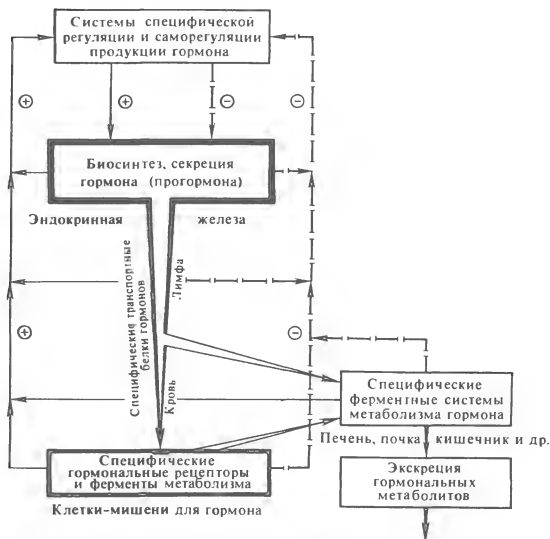 Системы специфической
регуляции и саморегуляции
продукции гормона
⊕
⊕
⊖
⊖
Биосинтез, секреция
гормона (прогормона)
Эндокринная
железа
Специфические транспортные
белки гормонов
Лимфа
Кровь
⊕
⊖
Специфические
ферментные системы
метаболизма гормона
Печень, почка, кишечник и др.
Специфические
гормональные рецепторы
и ферменты метаболизма
Клетки-мишени для гормона
Экскреция
гормональных
метаболитов